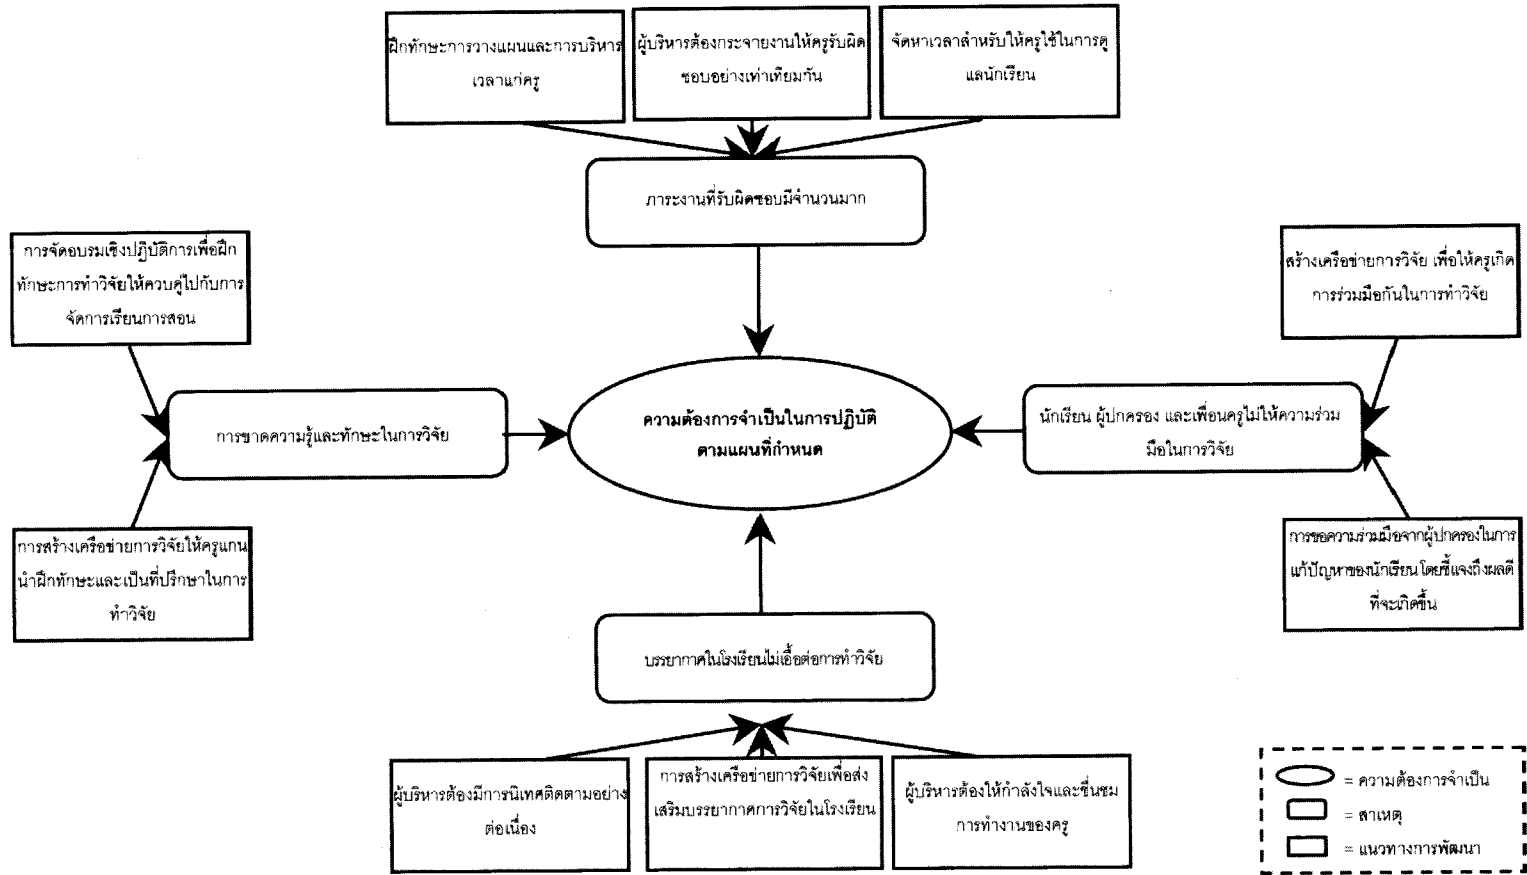 ฝึกทักษะการวางแผนและการบริหาร
เวลาแก่ครู
ผู้บริหารต้องกระจายงานให้ครูรับผิด
ชอบอย่างเท่าเทียมกัน
จัดหาเวลาสำหรับให้ครูใช้ในการดู
แลนักเรียน
ภาระงานที่รับผิดชอบมีจำนวนมาก
การจัดอบรมเชิงปฏิบัติการเพื่อฝึก
ทักษะการทำวิจัยให้ควบคู่ไปกับการ
จัดการเรียนการสอน
สร้างเครือข่ายการวิจัย เพื่อให้ครูเกิด
การร่วมมือกันในการทำวิจัย
การขาดความรู้และทักษะในการวิจัย
ความต้องการจำเป็นในการปฏิบัติ
ตามแผนที่กำหนด
นักเรียน ผู้ปกครอง และเพื่อนครูไม่ให้ความร่วม
มือในการวิจัย
การสร้างเครือข่ายการวิจัยให้ครูแกน
นำฝึกทักษะและเป็นที่ปรึกษาในการ
ทำวิจัย
การขอความร่วมมือจากผู้ปกครองในการ
แก้ปัญหาของนักเรียน โดยชี้แจงถึงผลดี
ที่จะเกิดขึ้น
บรรยากาศในโรงเรียนไม่เอื้อต่อการทำวิจัย
ผู้บริหารต้องมีการนิเทศติดตามอย่าง
ต่อเนื่อง
การสร้างเครือข่ายการวิจัยเพื่อส่ง
เสริมบรรยากาศการวิจัยในโรงเรียน
ผู้บริหารต้องให้กำลังใจและชื่นชม
การทำงานของครู
= ความต้องการจำเป็น
= สาเหตุ
= แนวทางการพัฒนา